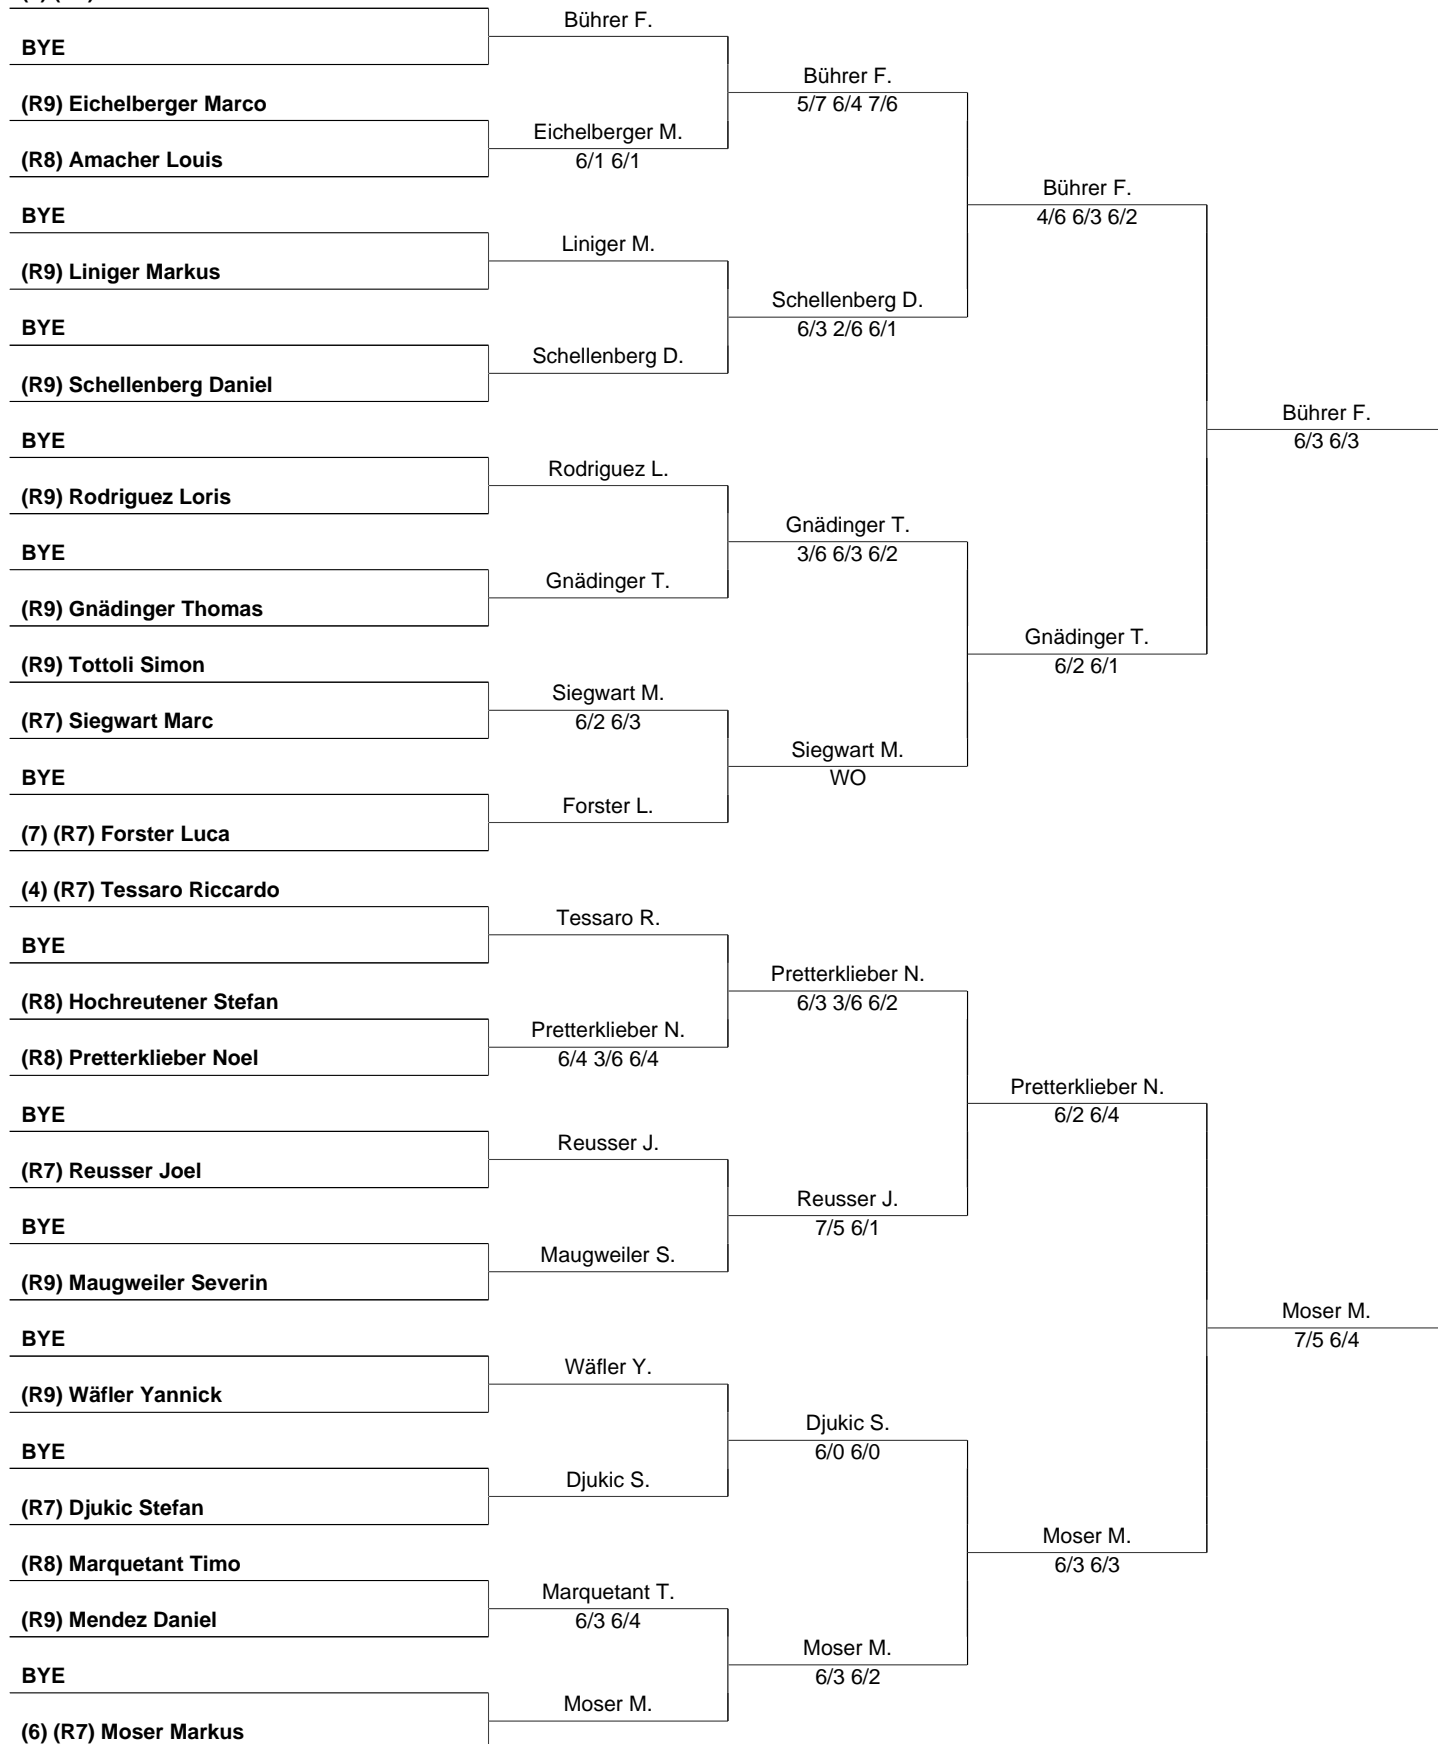 BYE
(R9) Eichelberger Marco
(R8) Amacher Louis
BYE
(R9) Liniger Markus
BYE
(R9) Schellenberg Daniel
BYE
(R9) Rodriguez Loris
BYE
(R9) Gnädinger Thomas
(R9) Tottoli Simon
(R7) Siegwart Marc
BYE
(7) (R7) Forster Luca
(4) (R7) Tessaro Riccardo
BYE
(R8) Hochreutener Stefan
(R8) Pretterklieber Noel
BYE
(R7) Reusser Joel
BYE
(R9) Maugweiler Severin
BYE
(R9) Wäfler Yannick
BYE
(R7) Djukic Stefan
(R8) Marquetant Timo
(R9) Mendez Daniel
BYE
(6) (R7) Moser Markus
Bührer F.
Eichelberger M.
6/1 6/1
Liniger M.
Schellenberg D.
Rodriguez L.
Gnädinger T.
Siegwart M.
6/2 6/3
Forster L.
Tessaro R.
Pretterklieber N.
6/4 3/6 6/4
Reusser J.
Maugweiler S.
Wäfler Y.
Djukic S.
Marquetant T.
6/3 6/4
Moser M.
Bührer F.
5/7 6/4 7/6
Schellenberg D.
6/3 2/6 6/1
Gnädinger T.
3/6 6/3 6/2
Siegwart M.
WO
Pretterklieber N.
6/3 3/6 6/2
Reusser J.
7/5 6/1
Djukic S.
6/0 6/0
Moser M.
6/3 6/2
Bührer F.
4/6 6/3 6/2
Gnädinger T.
6/2 6/1
Pretterklieber N.
6/2 6/4
Moser M.
6/3 6/3
Bührer F.
6/3 6/3
Moser M.
7/5 6/4